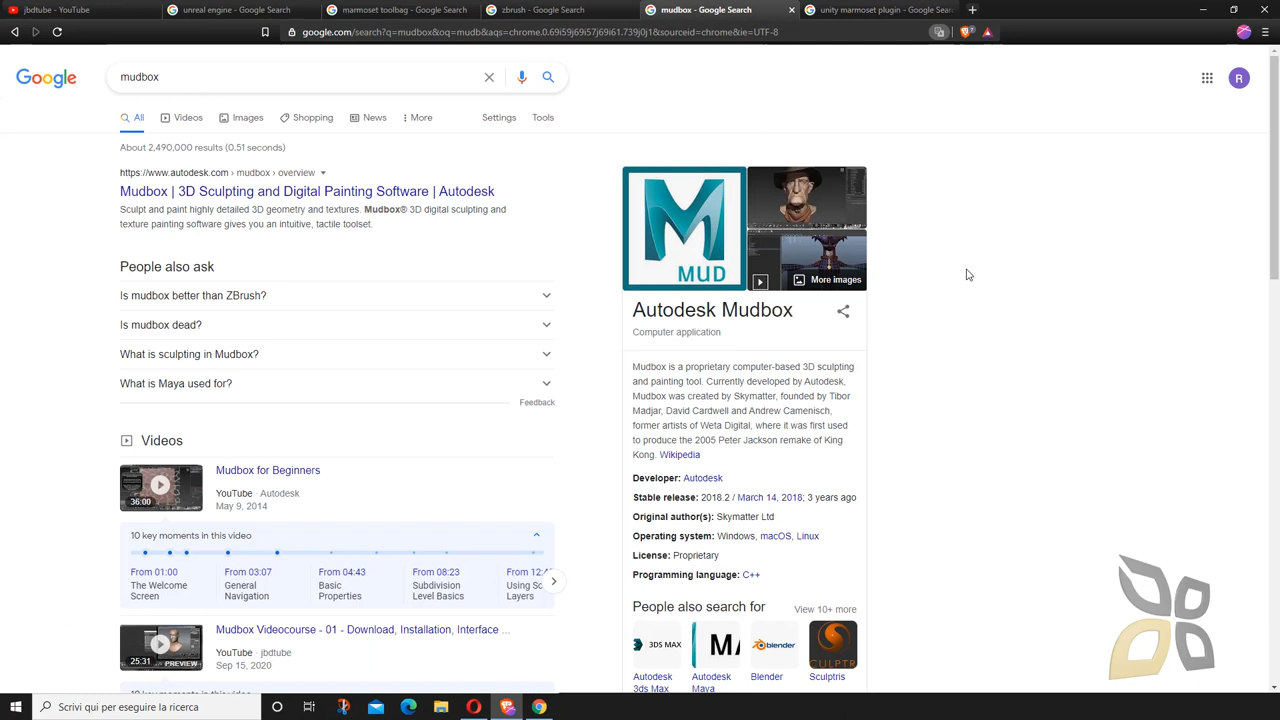 jbdtube - YouTube
unreal engine - Google Search
marmoset toolbag - Google Search
zbrush - Google Search
mudbox - Google Search
unity marmoset plugin - Google Sear
google.com/search?q=mudbox&oq=mudb&aqs=chrome.0.69i59j69i57j69i61.739j0j1&sourceid=chrome&ie=UTF-8
Google
mudbox
R
All
Videos
Images
Shopping
News
More
Settings
Tools
About 2,490,000 results (0.51 seconds)
https://www.autodesk.com › mudbox › overview
Mudbox | 3D Sculpting and Digital Painting Software | Autodesk
Sculpt and paint highly detailed 3D geometry and textures. Mudbox® 3D digital sculpting and
texture painting software gives you an intuitive, tactile toolset.
People also ask
Is mudbox better than ZBrush?
Is mudbox dead?
What is sculpting in Mudbox?
What is Maya used for?
Feedback
Videos
Mudbox for Beginners
36:00
YouTube · Autodesk
May 9, 2014
10 key moments in this video
From 01:00
The Welcome
Screen
From 03:07
General
Navigation
From 04:43
Basic
Properties
From 08:23
Subdivision
Level Basics
From 12:4
Using Sc
Layers
Mudbox Videocourse - 01 - Download, Installation, Interface ...
25:31
PREVIEW
YouTube · jbdtube
Sep 15, 2020
MUD
More images
Autodesk Mudbox
Computer application
Mudbox is a proprietary computer-based 3D sculpting
and painting tool. Currently developed by Autodesk,
Mudbox was created by Skymatter, founded by Tibor
Madjar, David Cardwell and Andrew Camenisch,
former artists of Weta Digital, where it was first used
to produce the 2005 Peter Jackson remake of King
Kong. Wikipedia
Developer: Autodesk
Stable release: 2018.2 / March 14, 2018; 3 years ago
Original author(s): Skymatter Ltd
Operating system: Windows, macOS, Linux
License: Proprietary
Programming language: C++
People also search for
View 10+ more
3DS MAX
MA
blender
SCULPTR
Autodesk
3ds Max
Autodesk
Maya
Blender
Sculptris
Scrivi qui per eseguire la ricerca